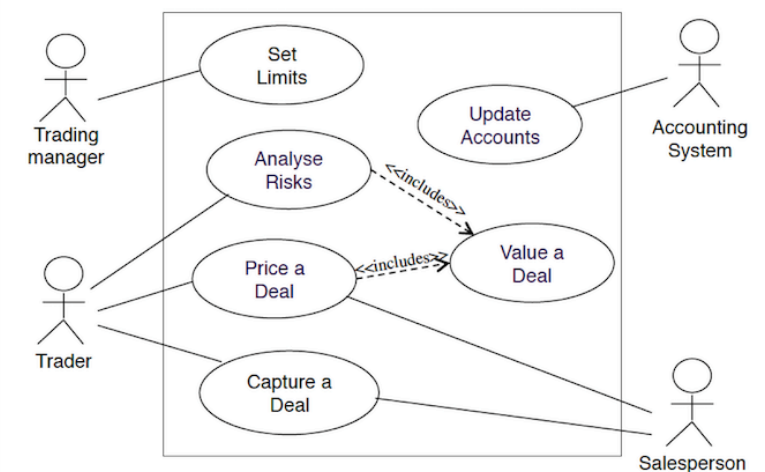 Set
Limits
Trading
manager
Update
Accounts
Accounting
System
Analyse
Risks
<<includes>>
Value a
Deal
Price a
Deal
<<includes>>
Trader
Capture a
Deal
Salesperson